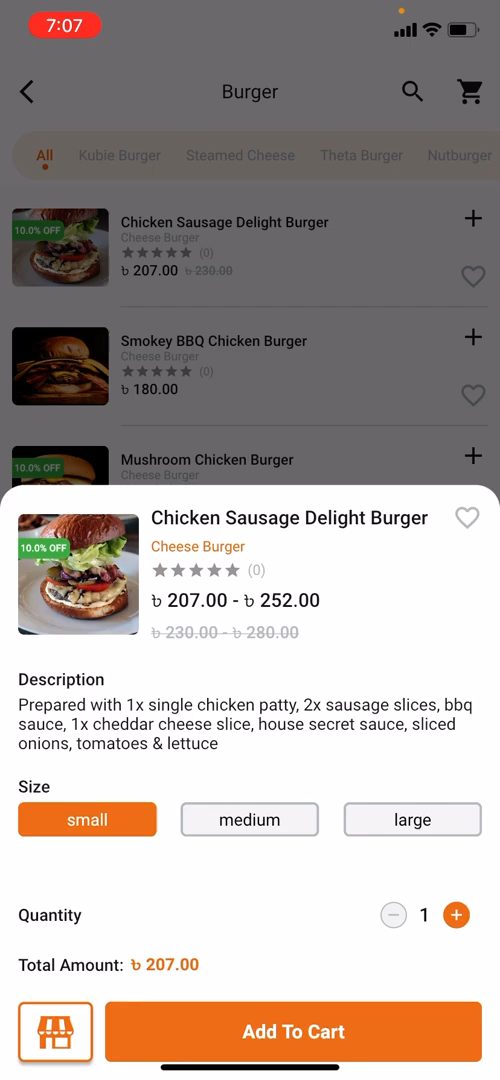 7:07
Burger
All Kubie Burger Steamed Cheese Theta Burger Nutburger
10.0% OFF
Chicken Sausage Delight Burger
Cheese Burger
(0)
৳ 207.00 ৳ 230.00
Smokey BBQ Chicken Burger
Cheese Burger
(0)
৳ 180.00
10.0% OFF
Mushroom Chicken Burger
Cheese Burger
10.0% OFF
Chicken Sausage Delight Burger
Cheese Burger
(0)
৳ 207.00 - ৳ 252.00
৳ 230.00 - ৳ 280.00
Description
Prepared with 1x single chicken patty, 2x sausage slices, bbq
sauce, 1x cheddar cheese slice, house secret sauce, sliced
onions, tomatoes & lettuce
Size
small medium large
Quantity 1
Total Amount: ৳ 207.00
Add To Cart